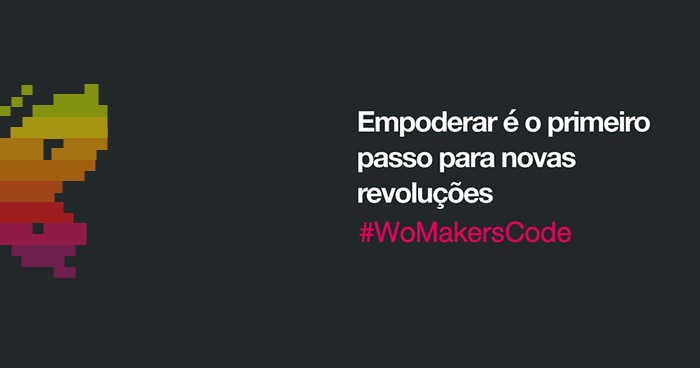 Empoderar é o primeiro
passo para novas
revoluções
#WoMakersCode